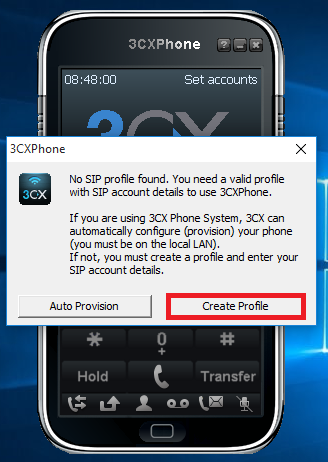 3CXPhone
08:48:00 Set accounts
3CX
3CXPhone
3CX
No SIP profile found. You need a valid profile
with SIP account details to use 3CXPhone.
If you are using 3CX Phone System, 3CX can
automatically configure (provision) your phone
(you must be on the local LAN).
If not, you must create a profile and enter your
SIP account details.
Auto Provision Create Profile
* 0 #
+
Hold Transfer